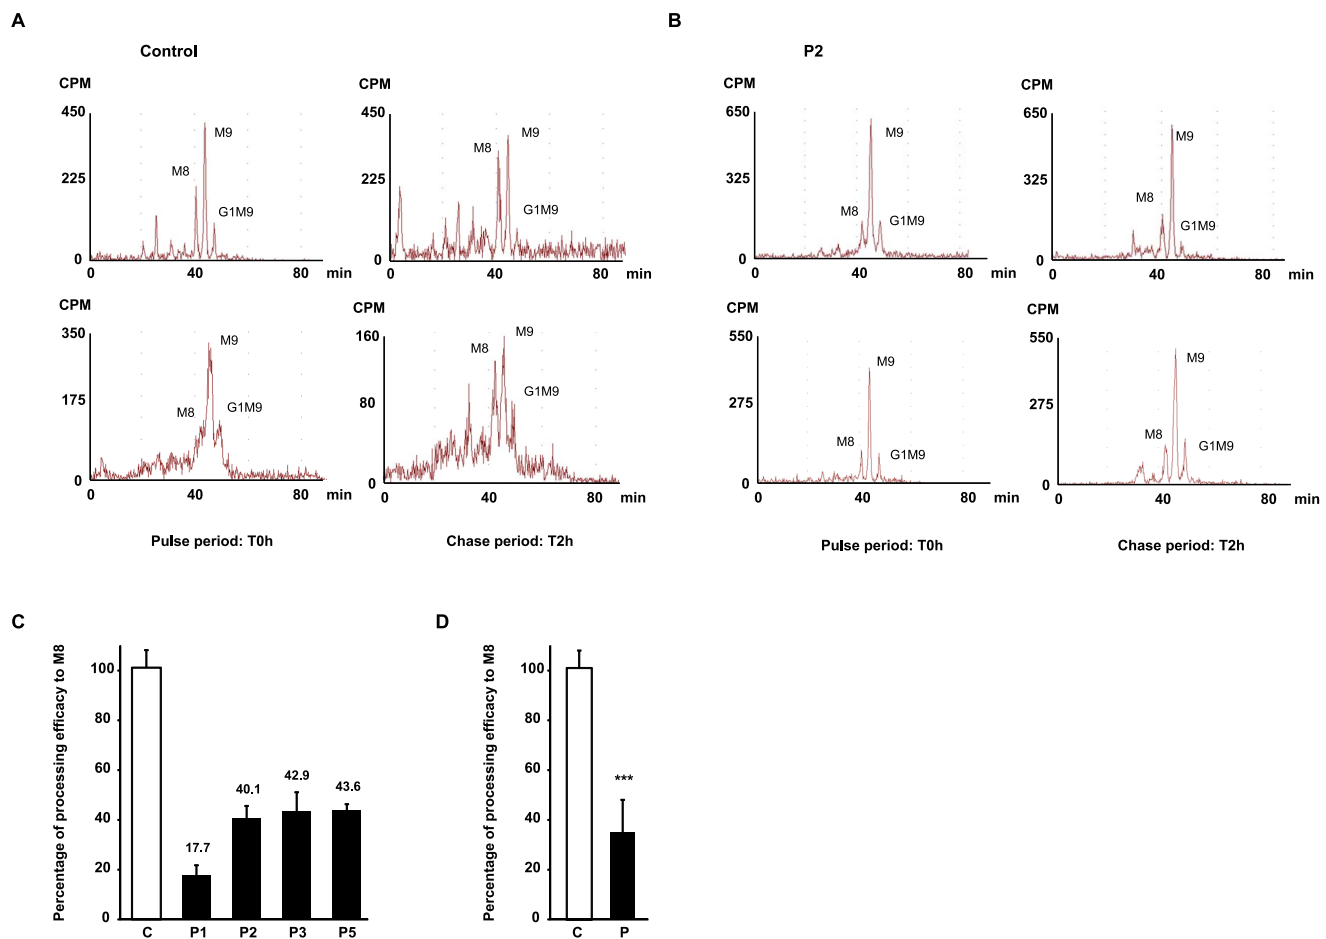 A
B
Control
P2
CPM
CPM
CPM
CPM
450
225
0
M8
M9
G1M9
0
40
80
min
450
225
0
M8
M9
G1M9
0
40
80
min
650
325
0
M8
M9
G1M9
0
40
80
min
650
325
0
M8
M9
G1M9
0
40
80
min
CPM
CPM
CPM
CPM
350
175
0
M8
M9
G1M9
0
40
80
min
160
80
0
M8
M9
G1M9
0
40
80
min
550
275
0
M8
M9
G1M9
0
40
80
min
550
275
0
M8
M9
G1M9
0
40
80
min
Pulse period: T0h
Chase period: T2h
Pulse period: T0h
Chase period: T2h
C
Percentage of processing efficacy to M8
100
80
60
40
20
0
17.7
40.1
42.9
43.6
C
P1
P2
P3
P5
D
Percentage of processing efficacy to M8
100
80
60
40
20
0
***
C
P